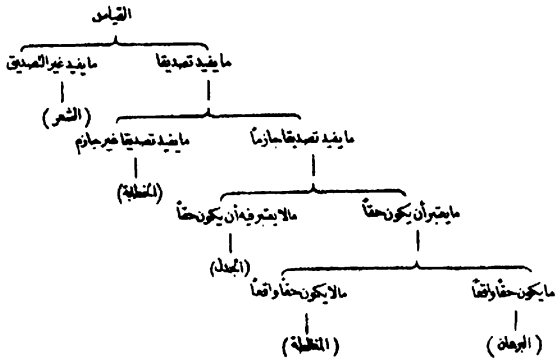 القياس
ما يفيد تصديقا ما يفيد غير التصديق
(الشعر)
ما يفيد تصديقا جازماً ما يفيد تصديقا غير جازم
(الخطابة)
ما يعتبر أن يكون حقاً ما لا يعتبر فيه أن يكون حقاً
(الجدل)
ما يكون حقاً واقعاً ما لا يكون حقاً واقعاً
(البرهان) (المغالطة)